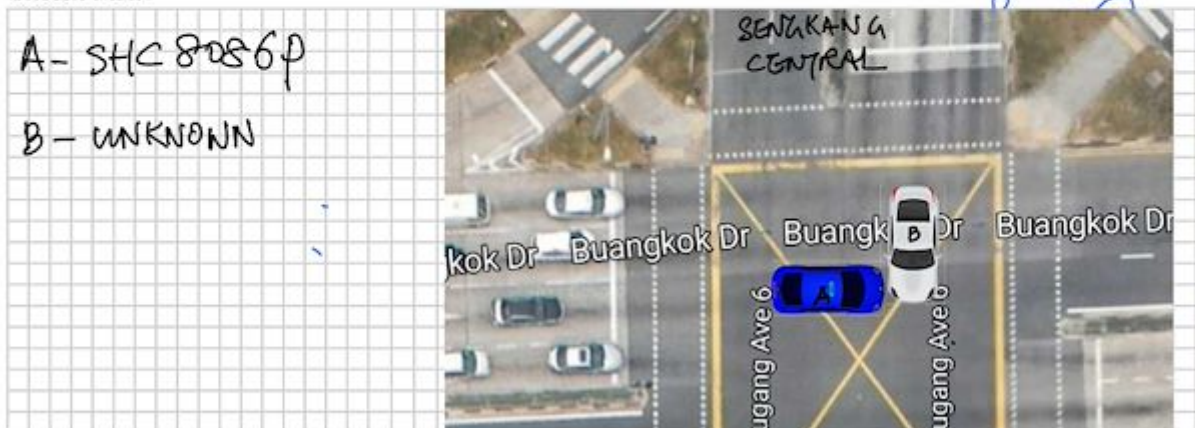 A - SHC8086P
B - UNKNOWN
SENGKANG
CENTRAL
kok Dr
Buangkok Dr
Buangk
Dr
Buangkok Dr
A
B
ugang Ave 6
ugang Ave 6